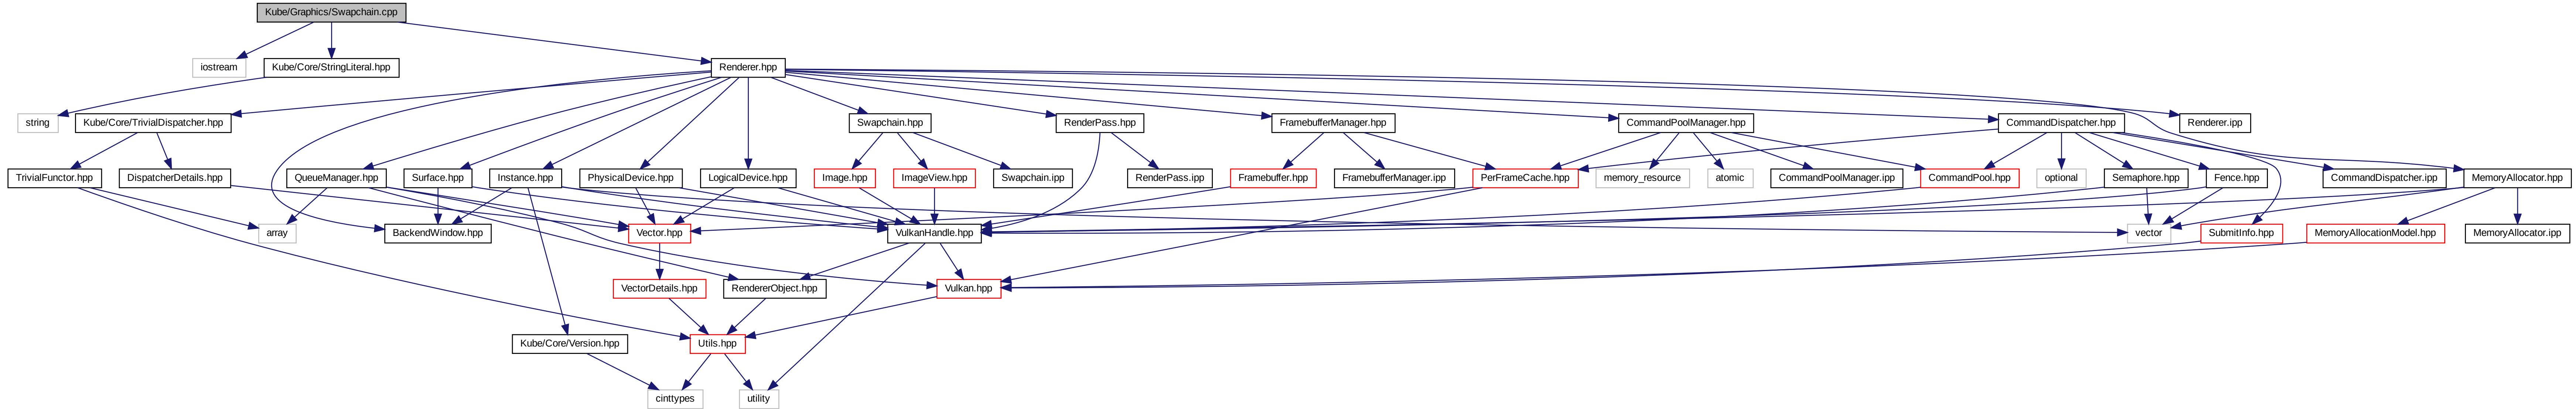 Kube/Graphics/Swapchain.cpp
iostream
Kube/Core/StringLiteral.hpp
Renderer.hpp
string
Kube/Core/TrivialDispatcher.hpp
Swapchain.hpp
RenderPass.hpp
FramebufferManager.hpp
CommandPoolManager.hpp
CommandDispatcher.hpp
Renderer.ipp
TrivialFunctor.hpp
DispatcherDetails.hpp
QueueManager.hpp
Surface.hpp
Instance.hpp
PhysicalDevice.hpp
LogicalDevice.hpp
Image.hpp
ImageView.hpp
Swapchain.ipp
RenderPass.ipp
Framebuffer.hpp
FramebufferManager.ipp
PerFrameCache.hpp
memory_resource
atomic
CommandPoolManager.ipp
CommandPool.hpp
optional
Semaphore.hpp
Fence.hpp
CommandDispatcher.ipp
MemoryAllocator.hpp
array
BackendWindow.hpp
Vector.hpp
VulkanHandle.hpp
vector
SubmitInfo.hpp
MemoryAllocationModel.hpp
MemoryAllocator.ipp
VectorDetails.hpp
RendererObject.hpp
Vulkan.hpp
Kube/Core/Version.hpp
Utils.hpp
cinttypes
utility